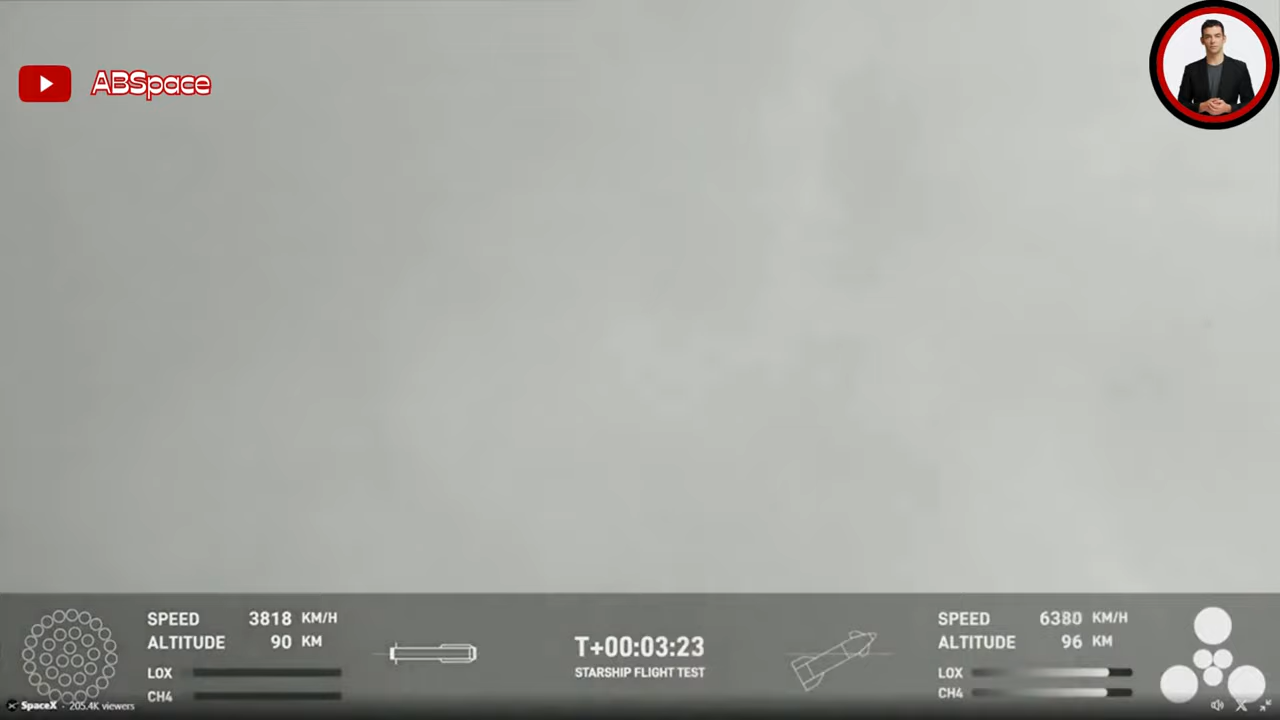 ABSpace
SPEED 3818 KM/H
ALTITUDE 90 KM
LOX
CH4
T+00:03:23
STARSHIP FLIGHT TEST
SPEED 6380 KM/H
ALTITUDE 96 KM
LOX
CH4
X SpaceX · 205.4K viewers